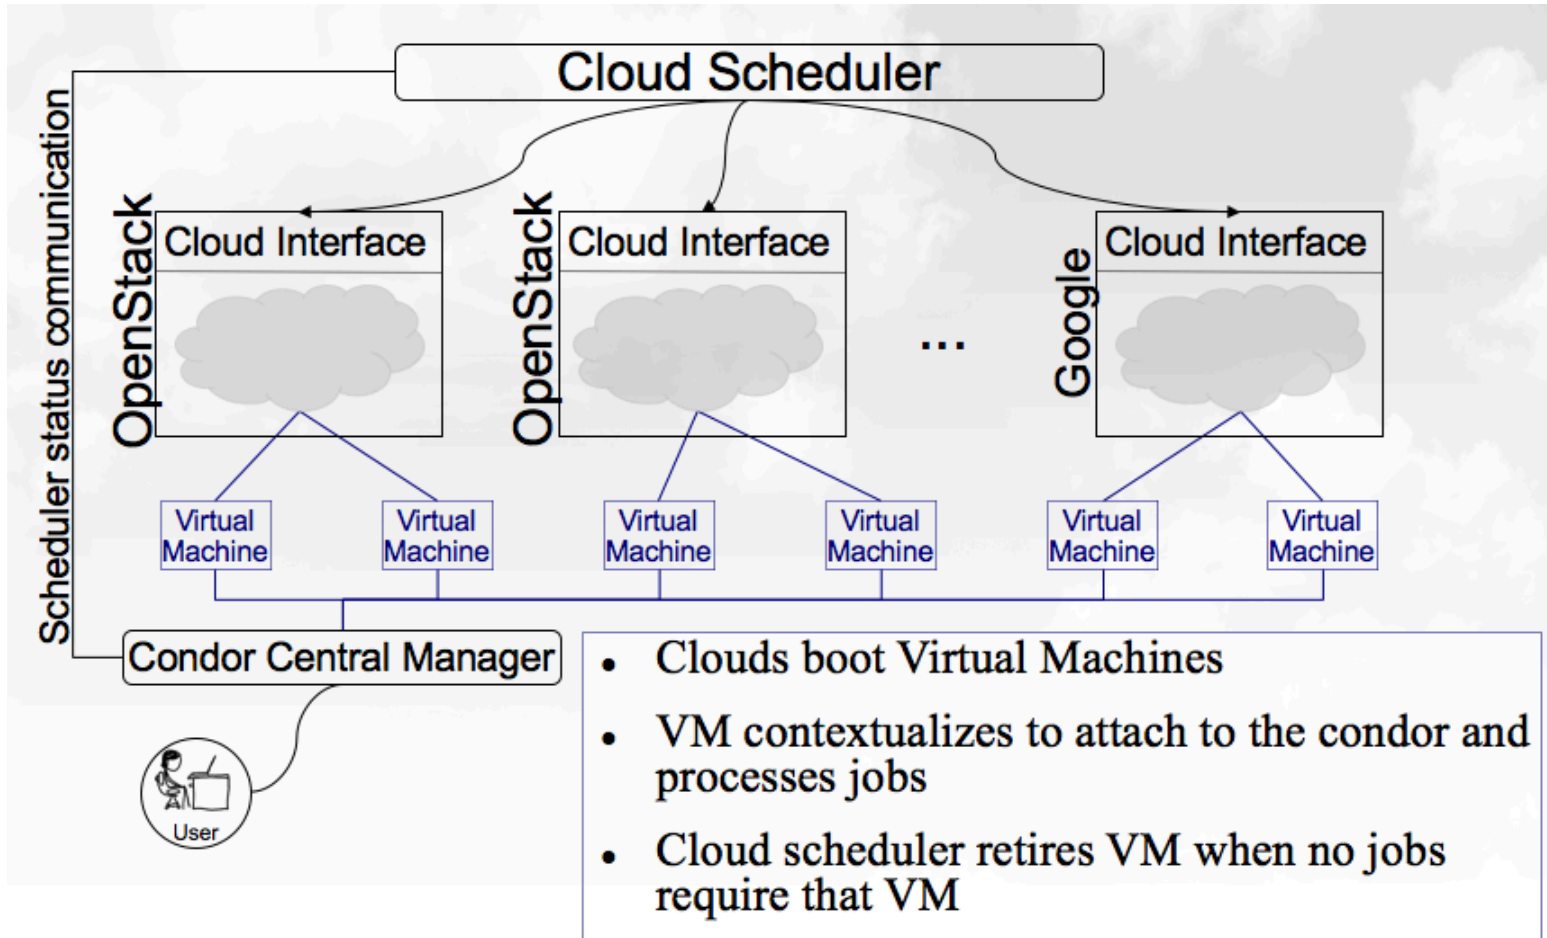 Cloud Scheduler
Scheduler status communication
OpenStack
Cloud Interface
OpenStack
Cloud Interface
...
Google
Cloud Interface
Virtual
Machine
Virtual
Machine
Virtual
Machine
Virtual
Machine
Virtual
Machine
Virtual
Machine
Condor Central Manager
User
• Clouds boot Virtual Machines
• VM contextualizes to attach to the condor and
processes jobs
• Cloud scheduler retires VM when no jobs
require that VM